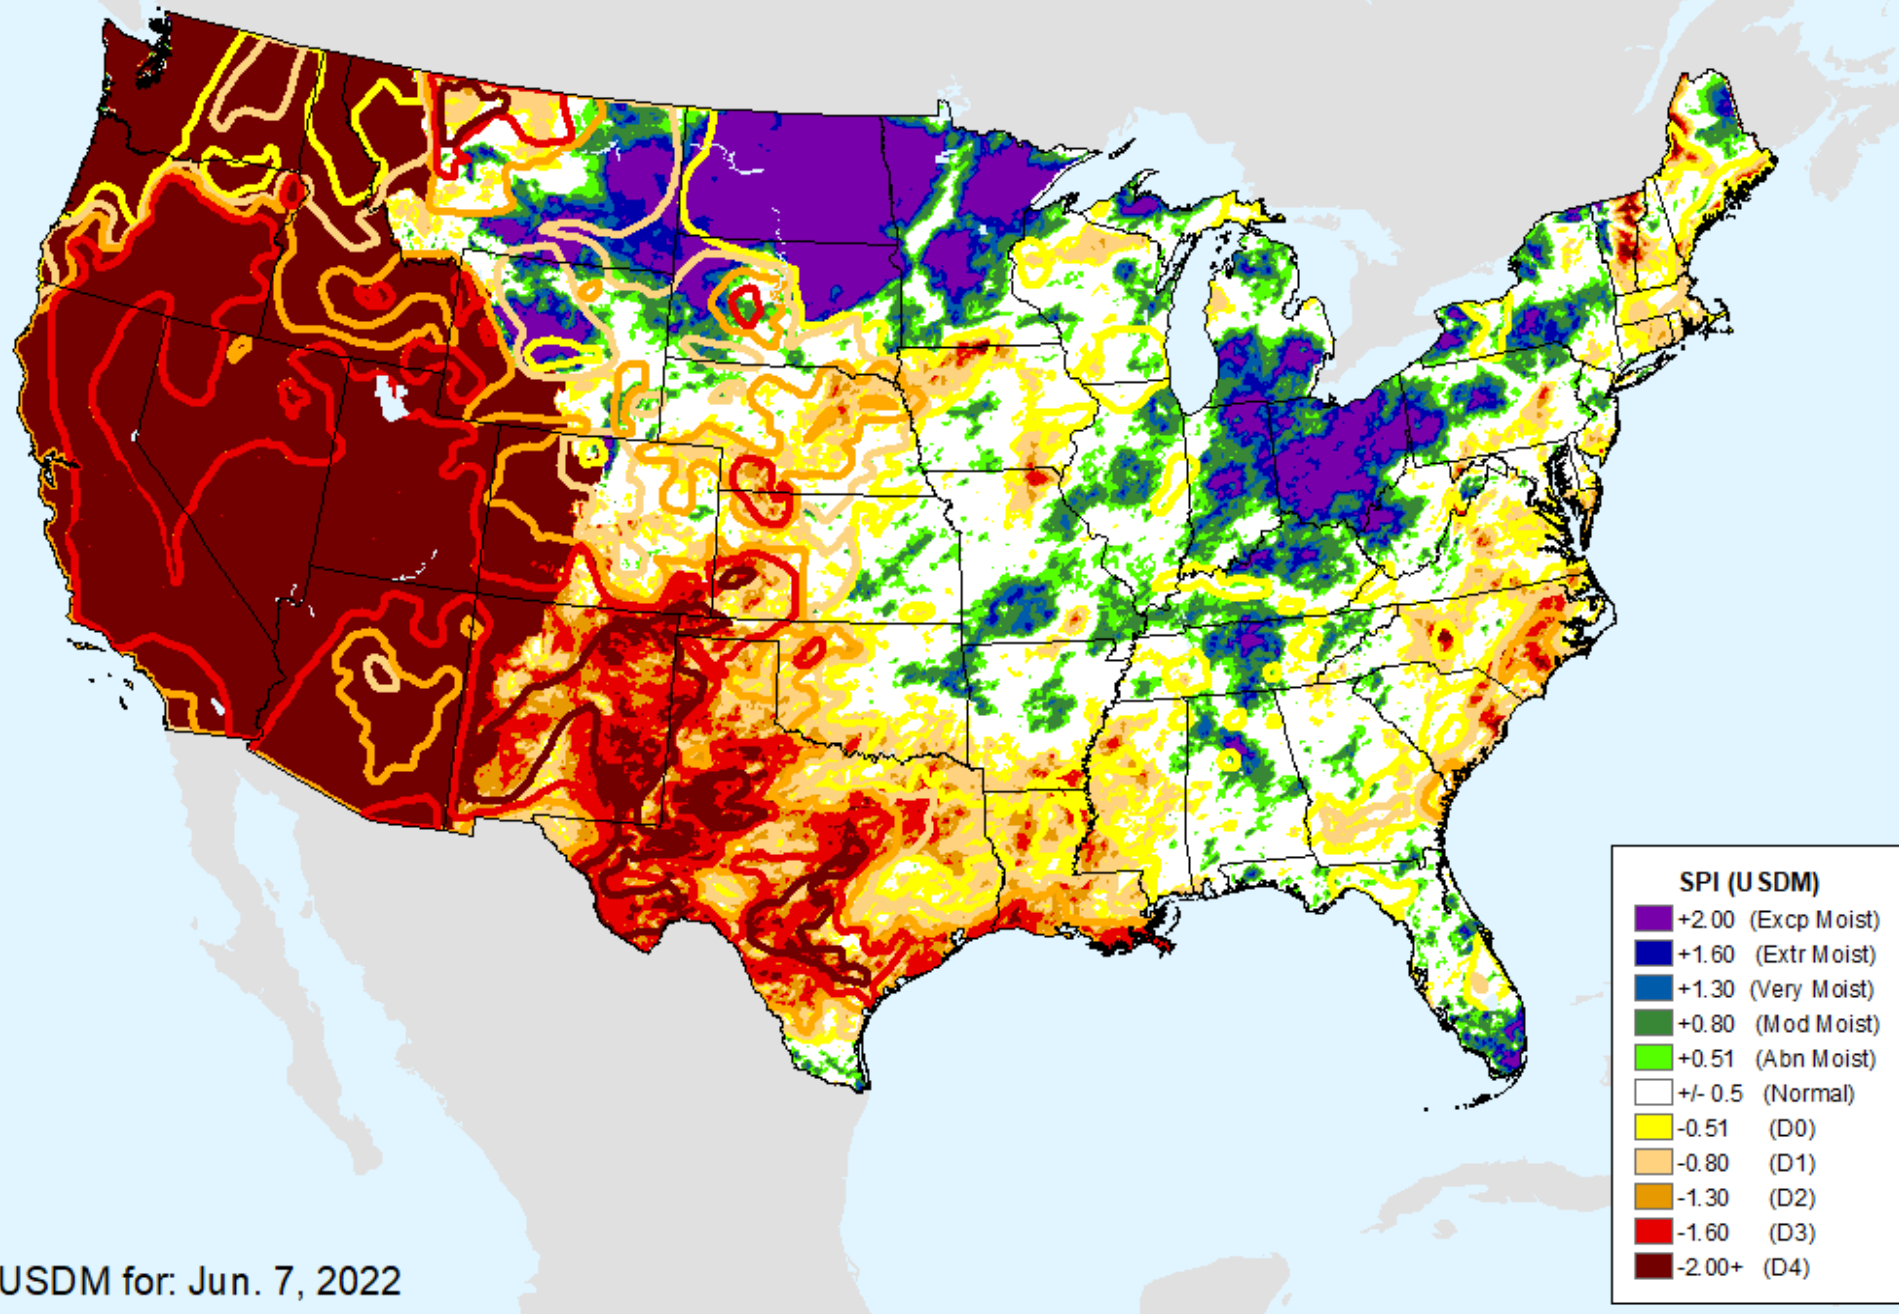 SPI (USDM)
+2.00 (Excp Moist)
+1.60 (Extr Moist)
+1.30 (Very Moist)
+0.80 (Mod Moist)
+0.51 (Abn Moist)
+/- 0.5 (Normal)
-0.51 (D0)
-0.80 (D1)
-1.30 (D2)
-1.60 (D3)
-2.00+ (D4)
USDM for: Jun. 7, 2022